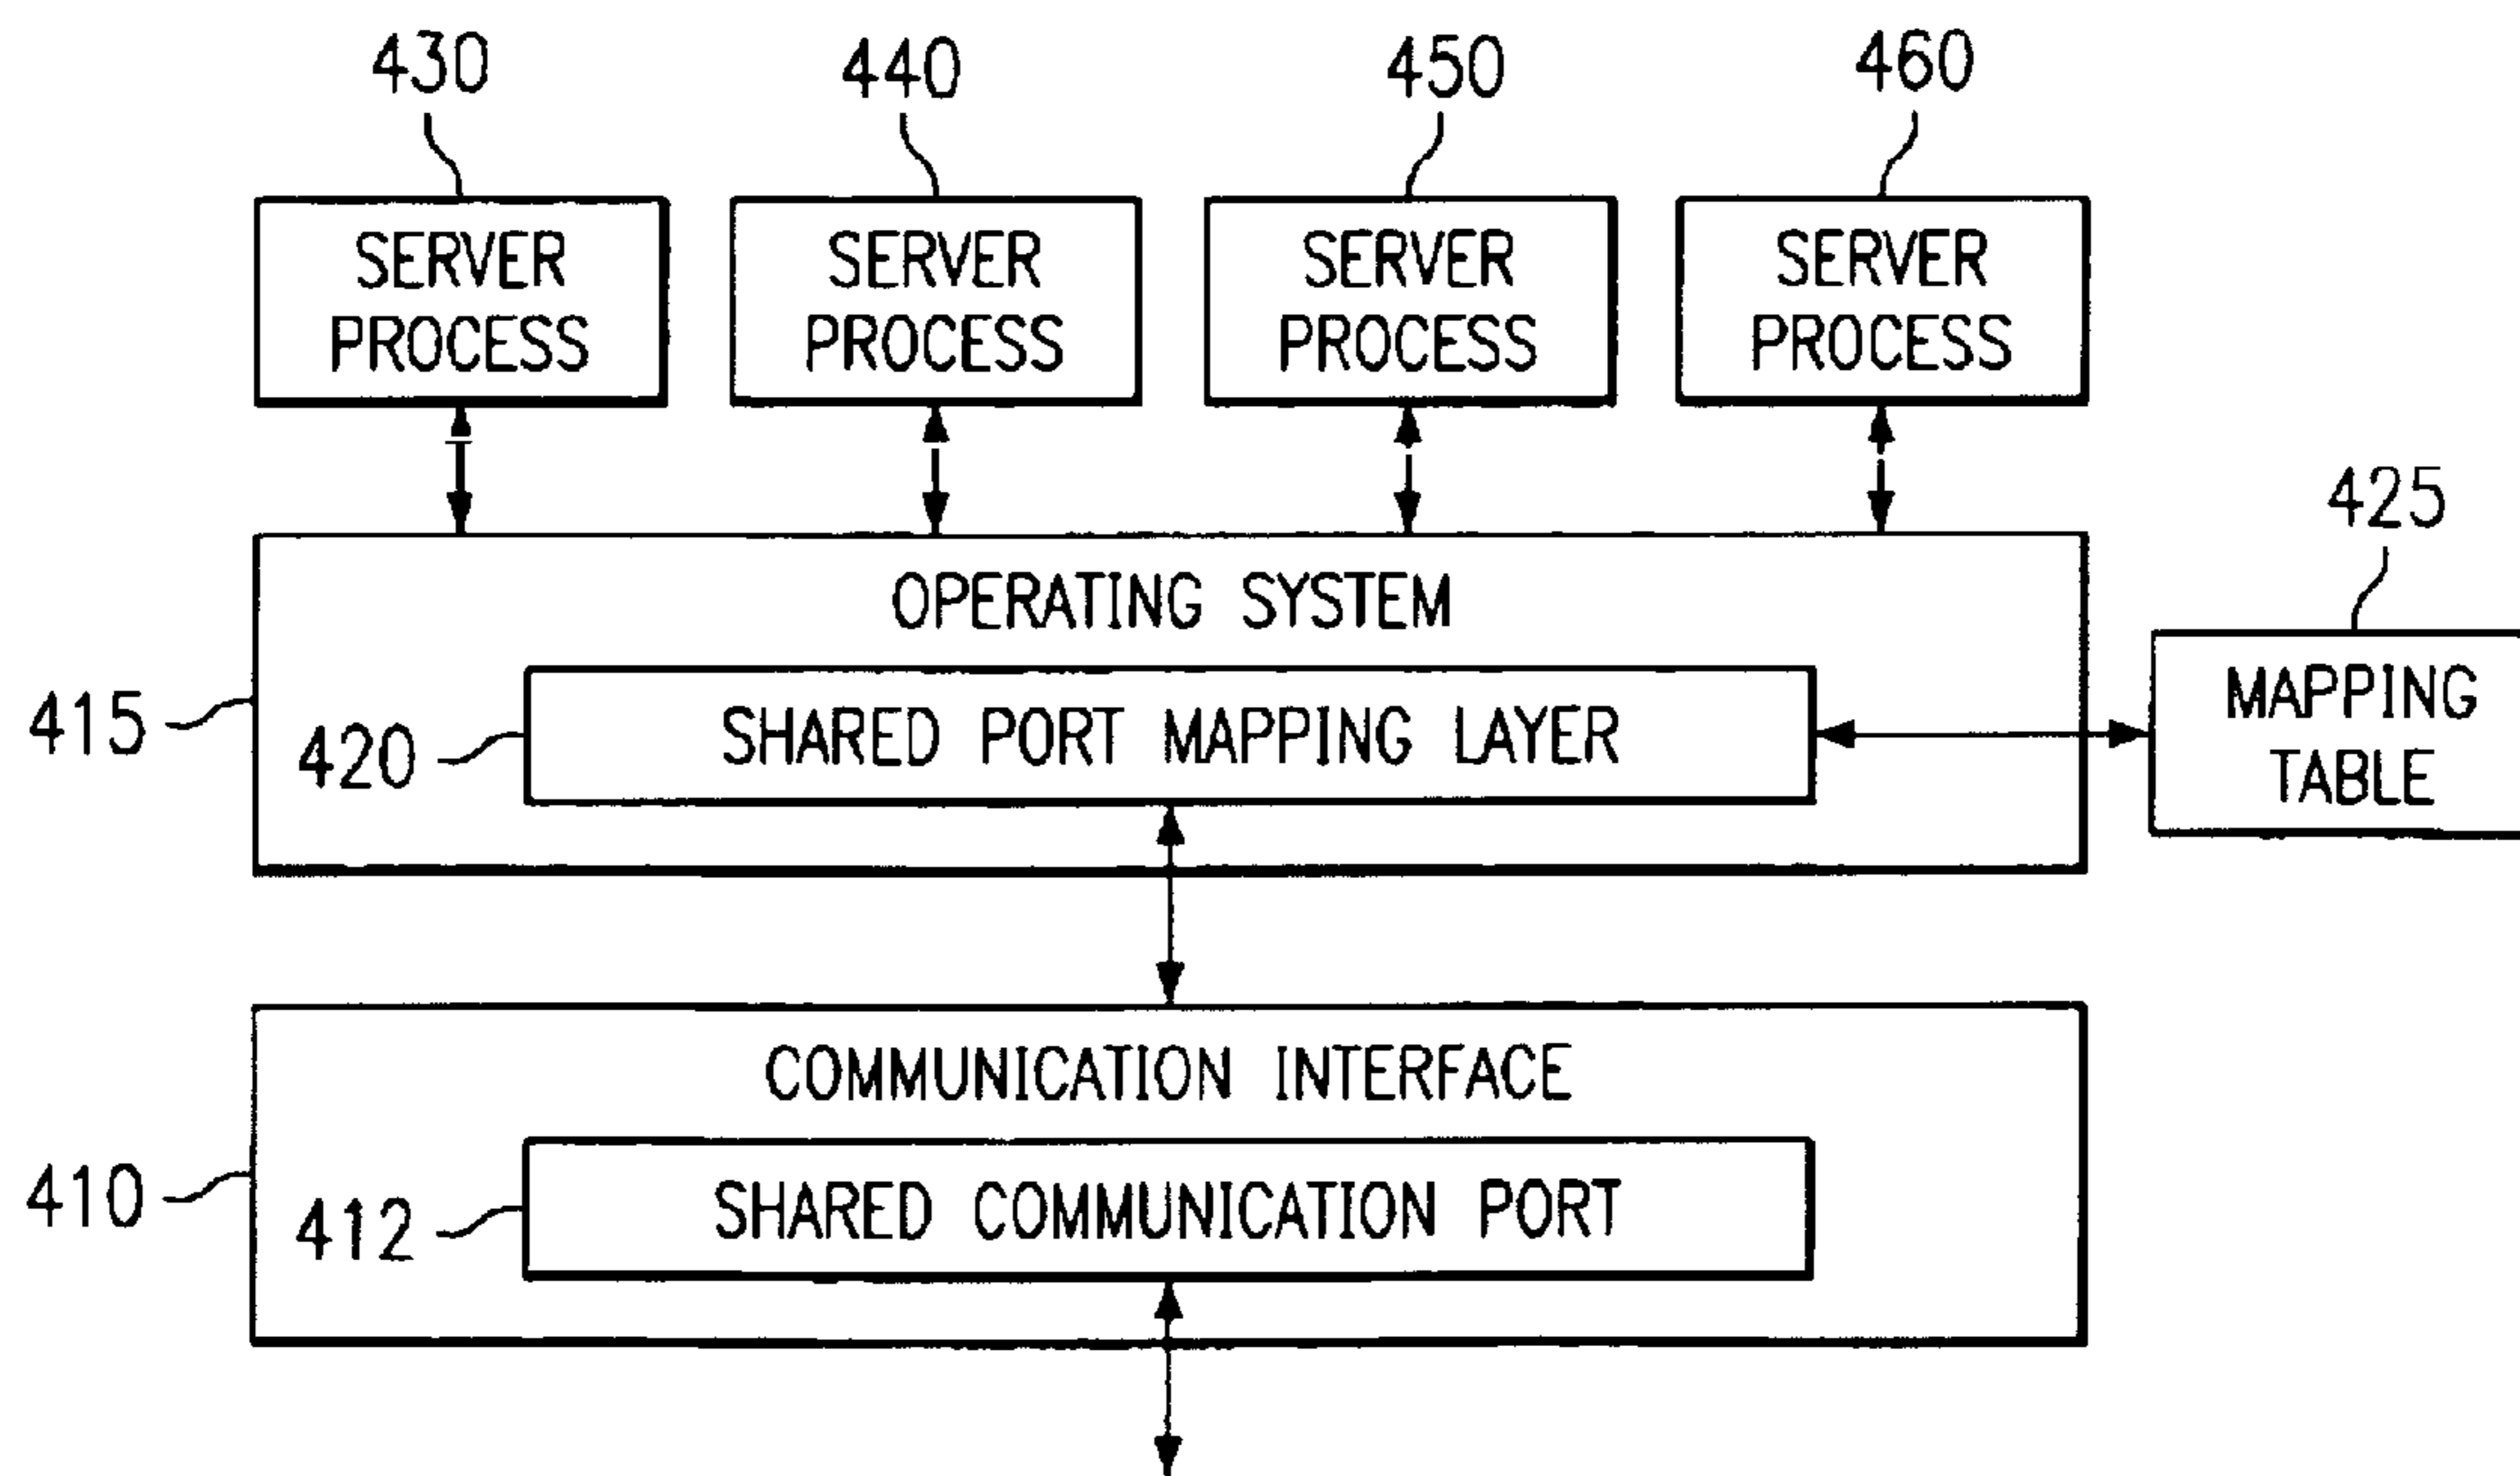 430
440
450
460
SERVER
PROCESS
SERVER
PROCESS
SERVER
PROCESS
SERVER
PROCESS
425
OPERATING SYSTEM
MAPPING
TABLE
415
420
SHARED PORT MAPPING LAYER
COMMUNICATION INTERFACE
410
412
SHARED COMMUNICATION PORT